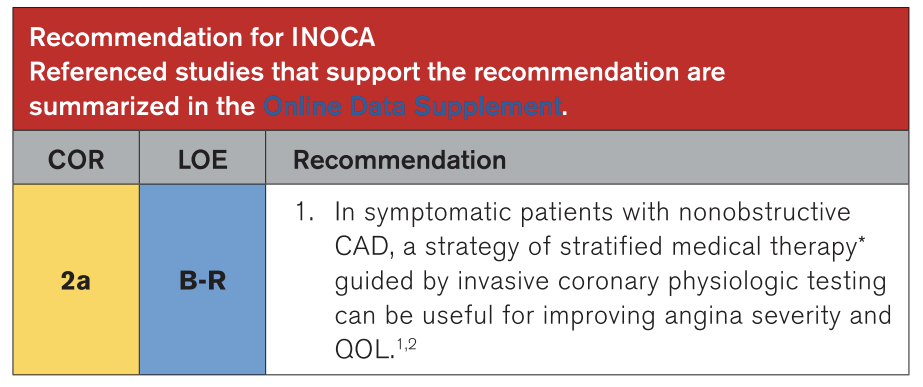 Recommendation for INOCA
Referenced studies that support the recommendation are
summarized in the Online Data Supplement.
COR LOE Recommendation
2a B-R 1. In symptomatic patients with nonobstructive
CAD, a strategy of stratified medical therapy*
guided by invasive coronary physiologic testing
can be useful for improving angina severity and
QOL.1,2